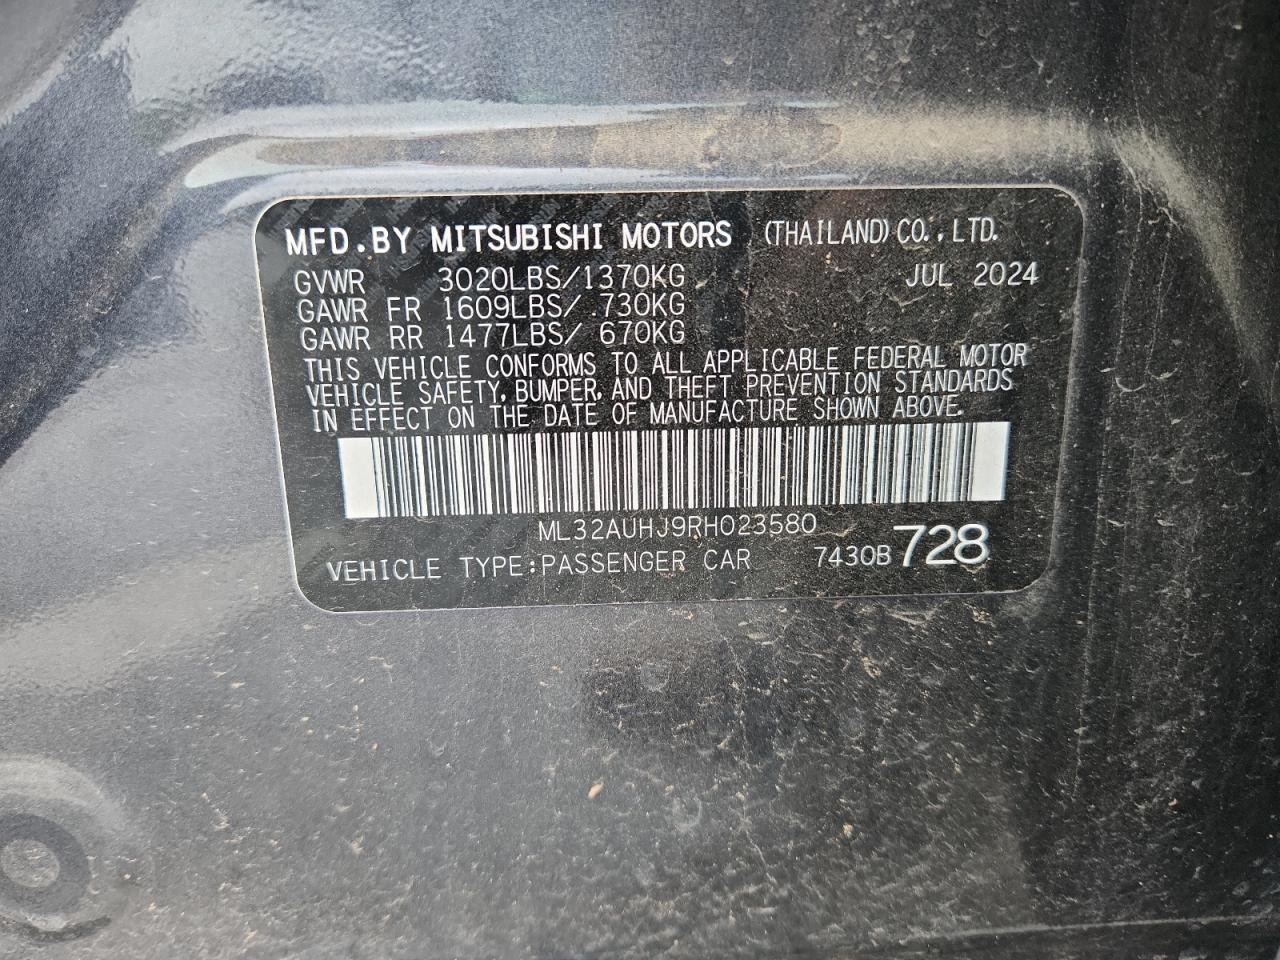 MFD.BY MITSUBISHI MOTORS (THAILAND) CO.,LTD.
GVWR 3020LBS/1370KG JUL 2024
GAWR FR 1609LBS/ 730KG
GAWR RR 1477LBS/ 670KG
THIS VEHICLE CONFORMS TO ALL APPLICABLE FEDERAL MOTOR
VEHICLE SAFETY, BUMPER, AND THEFT PREVENTION STANDARDS
IN EFFECT ON THE DATE OF MANUFACTURE SHOWN ABOVE.
ML32AUHJ9RH023580
VEHICLE TYPE:PASSENGER CAR 7430B728